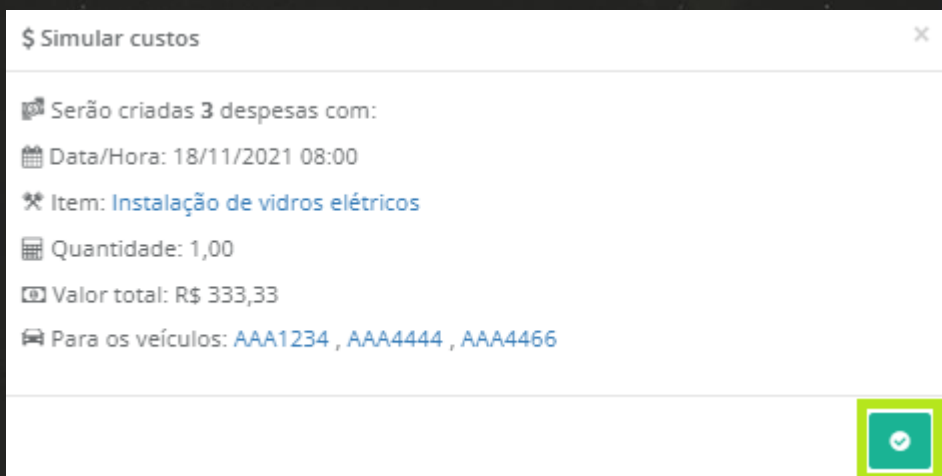 $ Simular custos
×
Serão criadas 3 despesas com:
Data/Hora: 18/11/2021 08:00
Item: Instalação de vidros elétricos
Quantidade: 1,00
Valor total: R$ 333,33
Para os veículos: AAA1234 , AAA4444 , AAA4466